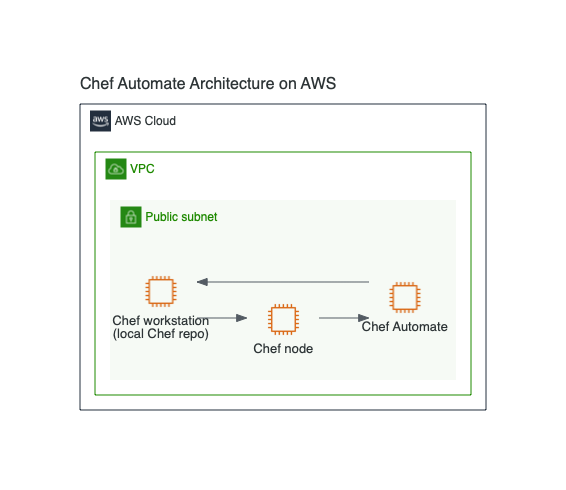 Chef Automate Architecture on AWS
aws
AWS Cloud
VPC
Public subnet
Chef workstation
(local Chef repo)
Chef node
Chef Automate